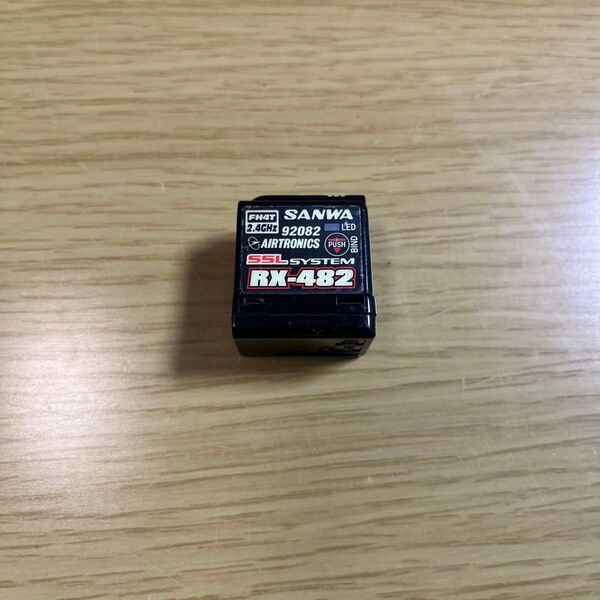 FH4T SANWA
2.4GHz 92082 LED
AIRTRONICS PUSH BIND
SSL SYSTEM
RX-482